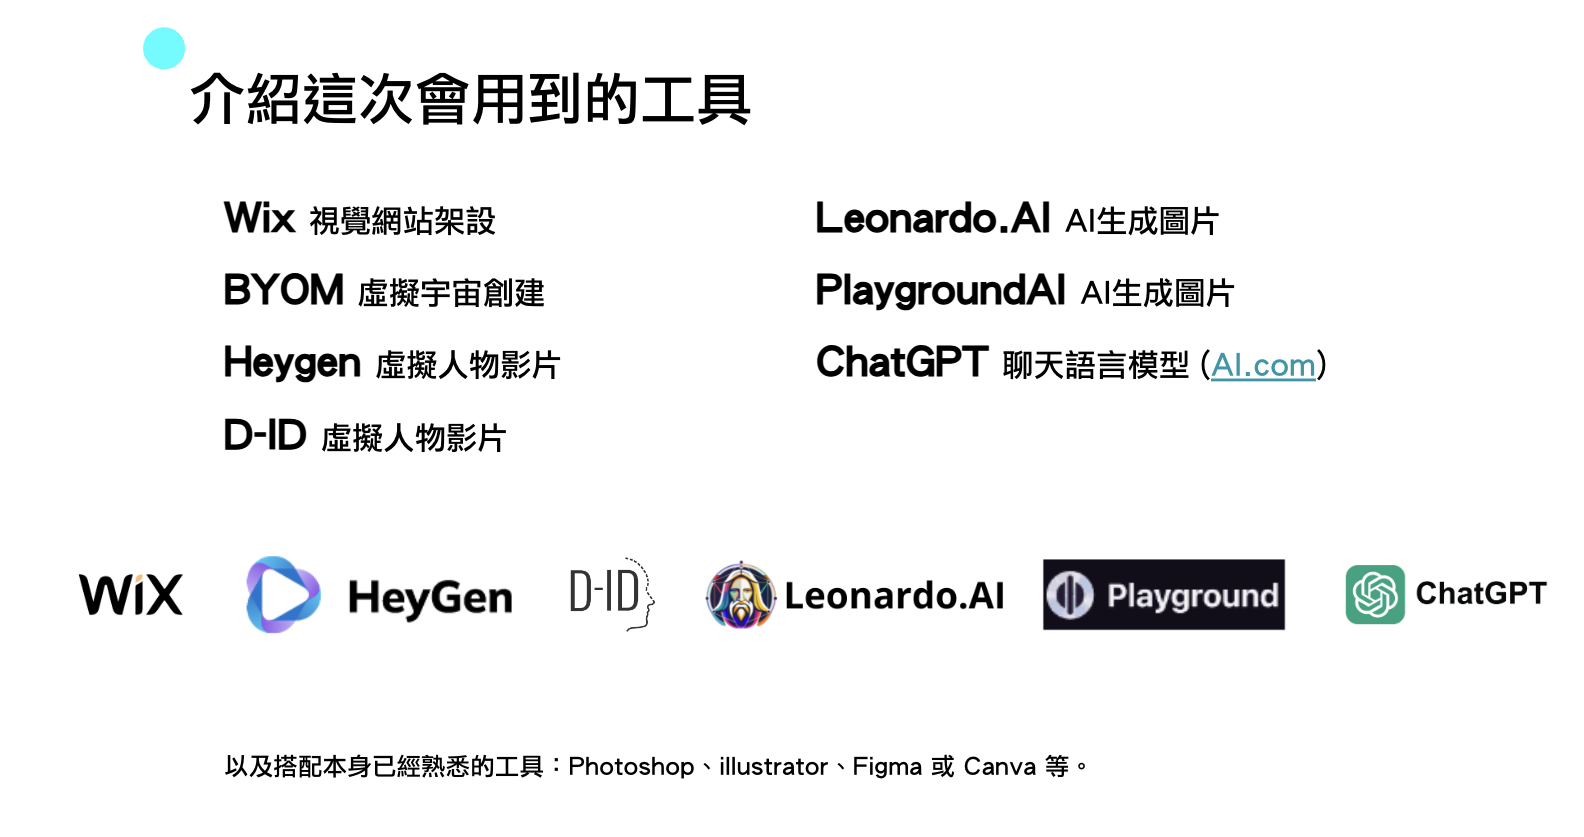 介紹這次會用到的工具
Wix 視覺網站架設
BYOM 虛擬宇宙創建
Heygen 虛擬人物影片
D-ID 虛擬人物影片
Leonardo.AI AI生成圖片
PlaygroundAI AI生成圖片
ChatGPT 聊天語言模型 (AI.com)
WiX
HeyGen
D-ID
Leonardo.AI
Playground
ChatGPT
以及搭配本身已經熟悉的工具：Photoshop、illustrator、Figma 或 Canva 等。